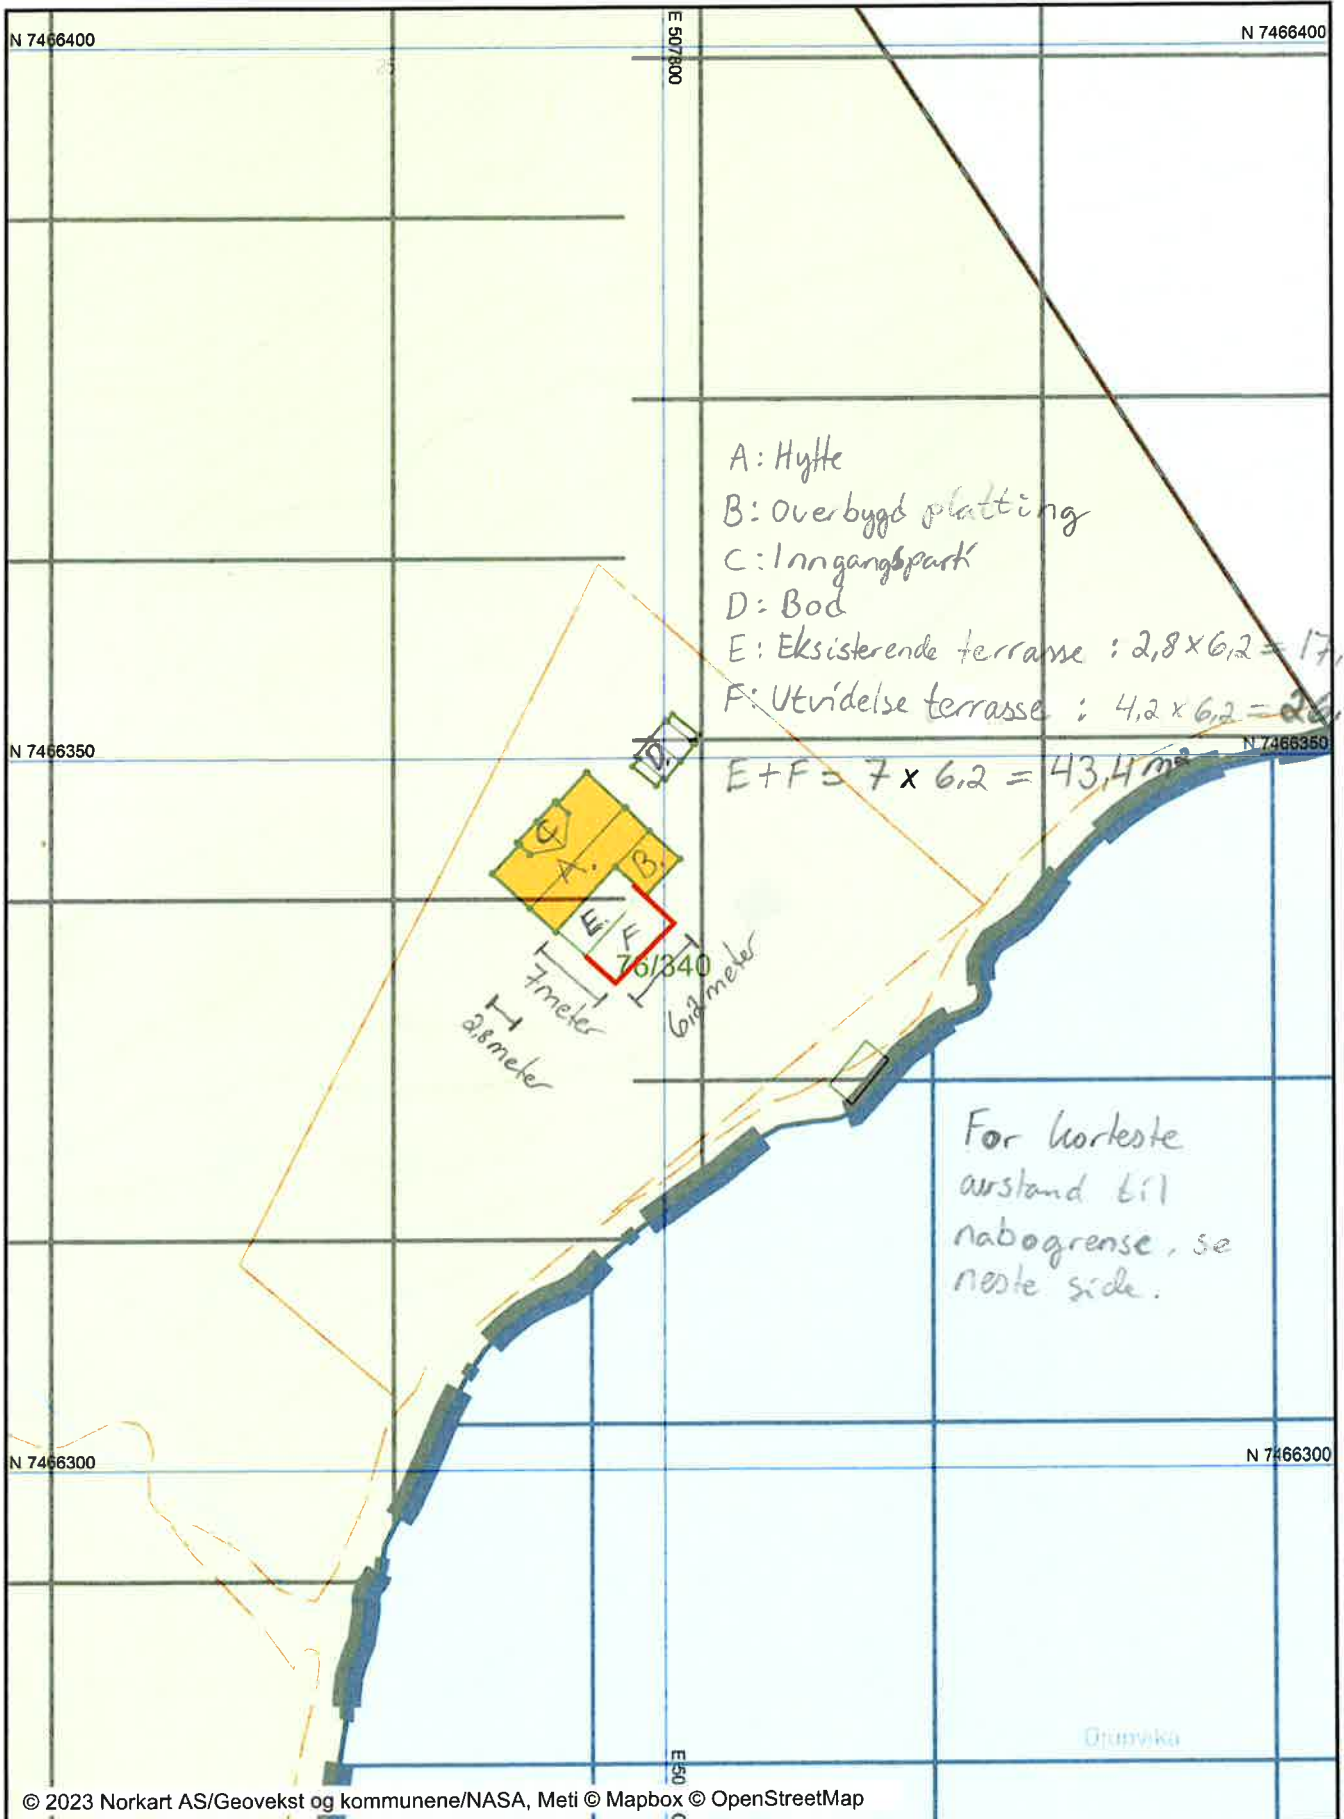 N 7466400
E 507800
N 7466400
A: Hytte
B: Overbygd platting
C: Inngangsparti
D: Bod
E: Eksisterende terrasse : 2,8 x 6,2 = 17,
F: Utvidelse terrasse : 4,2 x 6,2 = 26,
N 7466350
N 7466350
E+F = 7 x 6,2 = 43,4 m²
D.
C
A.
B.
E.
F
76/340
7 meter
6,2 meter
2,8 meter
For korteste
avstand til
nabogrense, se
neste side.
N 7466300
N 7466300
E 50
© 2023 Norkart AS/Geovekst og kommunene/NASA, Meti © Mapbox © OpenStreetMap